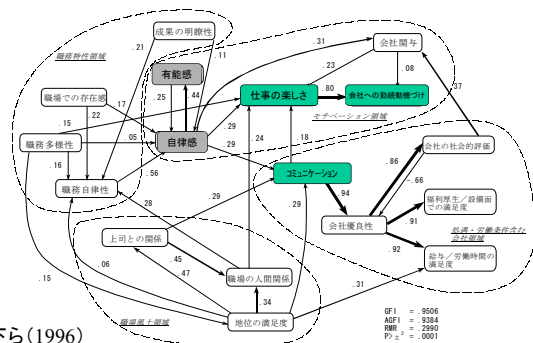 成果の明瞭性
会社関与
職務特性領域
.31
.21
.11
.23
有能感
.08
仕事の楽しさ
.80
会社への勤続動機づけ
.37
職場での存在感
.25
.44
.17
モチベーション領域
.22
.29
.15
.05
自律感
.24
.18
職務多様性
.86
会社の社会的評価
.16
.29
.56
コミュニケーション
-.66
職務自律性
.94
福利厚生/設備面
での満足度
.28
.29
.29
.91
会社優良性
処遇・労働条件含む
会社領域
上司との関係
.92
.45
.06
給与/労働時間の
満足度
.47
職場の人間関係
.15
.34
.31
地位の満足度
職場風土領域
GFI = .9506
AGFI = .9384
RMR = .2990
P>χ² = .0001
ら(1996)